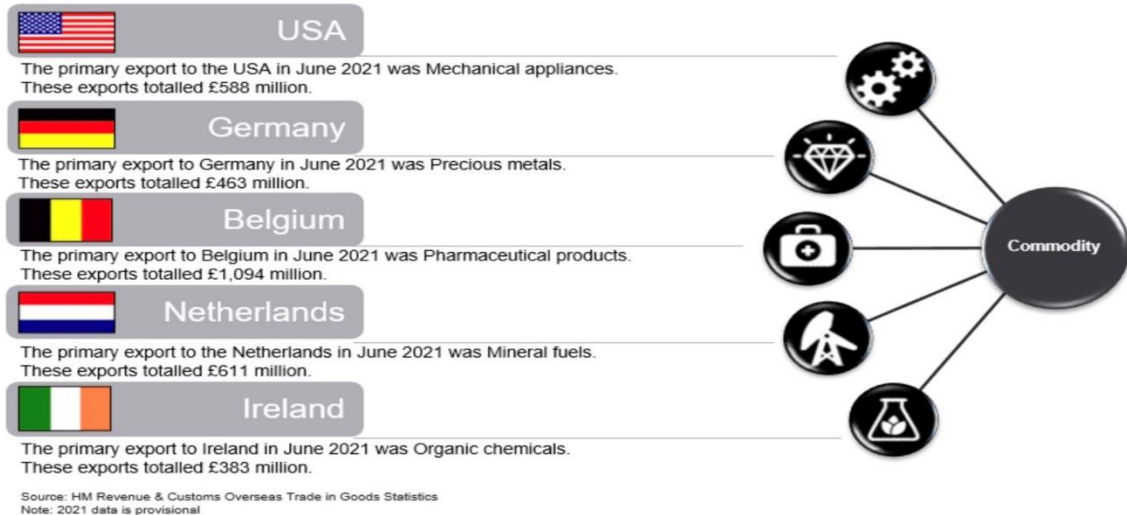 USA
The primary export to the USA in June 2021 was Mechanical appliances.
These exports totalled £588 million.
Germany
The primary export to Germany in June 2021 was Precious metals.
These exports totalled £463 million.
Belgium
The primary export to Belgium in June 2021 was Pharmaceutical products.
These exports totalled £1,094 million.
Netherlands
The primary export to the Netherlands in June 2021 was Mineral fuels.
These exports totalled £611 million.
Ireland
The primary export to Ireland in June 2021 was Organic chemicals.
These exports totalled £383 million.
Commodity
Source: HM Revenue & Customs Overseas Trade in Goods Statistics
Note: 2021 data is provisional